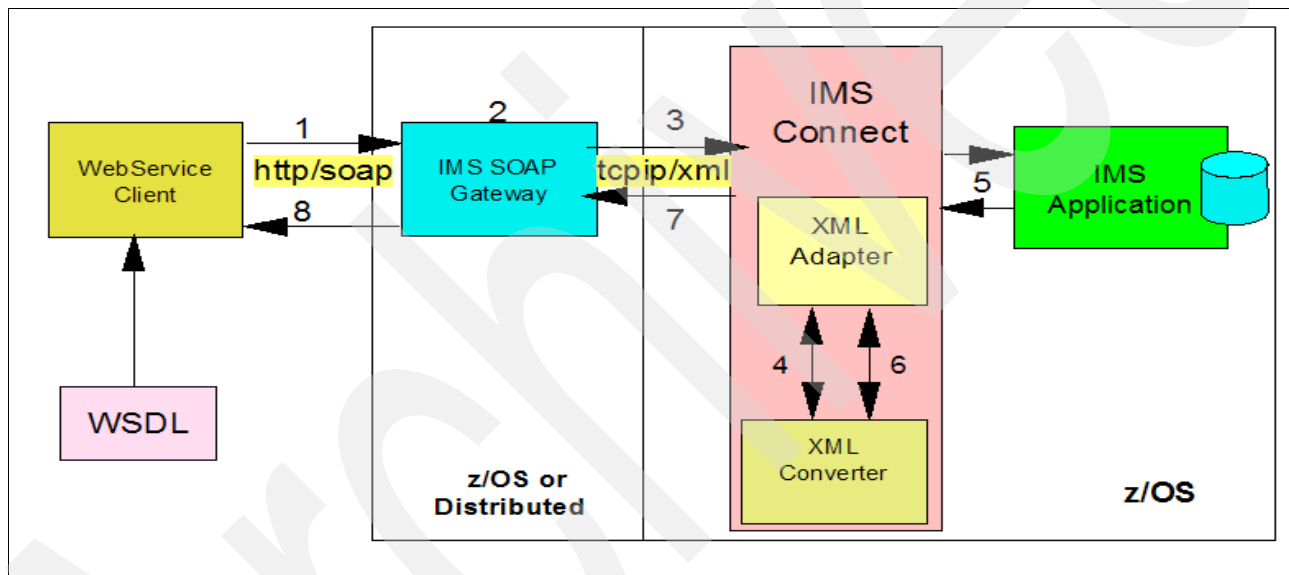 1
http/soap
8
WebService
Client
WSDL
2
IMS SOAP
Gateway
3
tcpip/xml
7
z/OS or
Distributed
IMS
Connect
XML
Adapter
4
6
XML
Converter
5
IMS
Application
z/OS